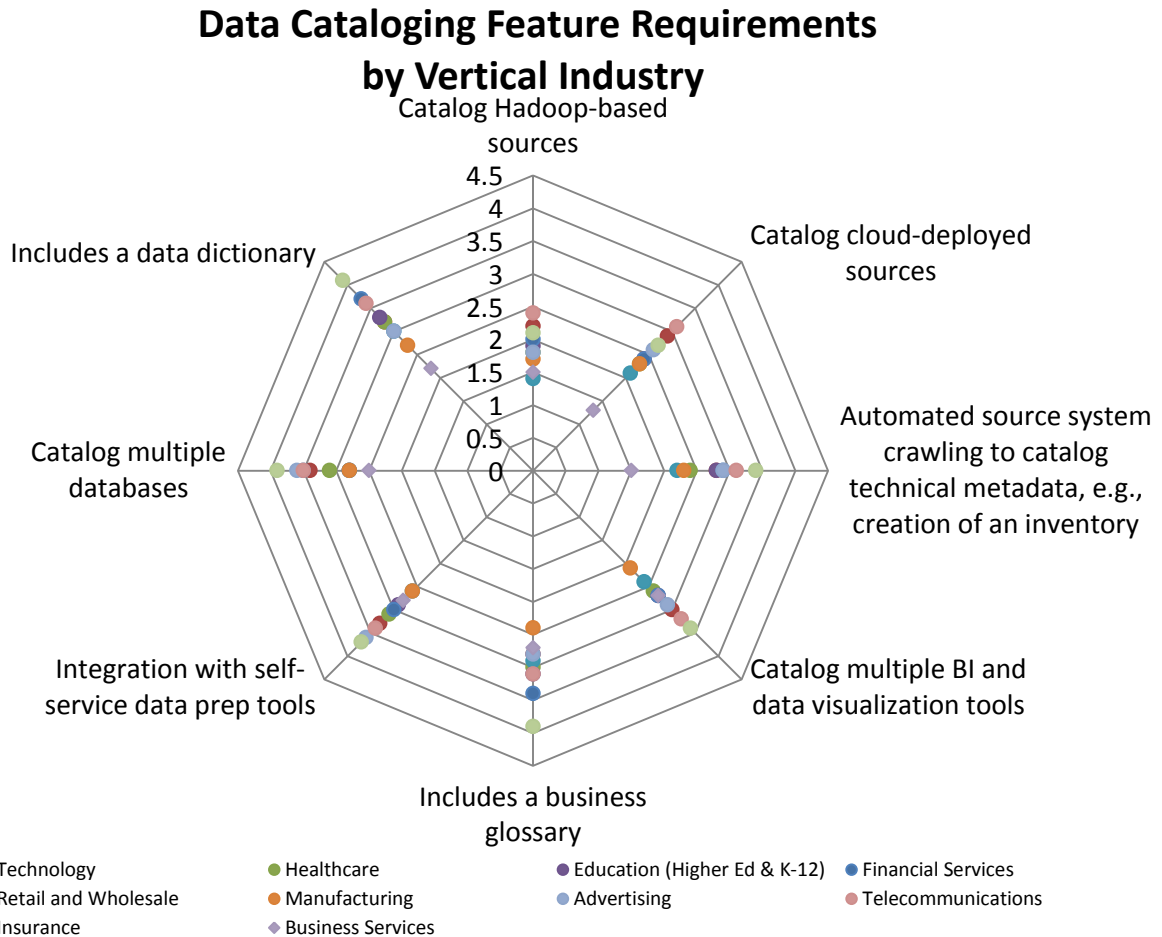 Data Cataloging Feature Requirements
by Vertical Industry
Catalog Hadoop-based
sources
4.5
4
3.5
3
2.5
2
1.5
1
0.5
0
Catalog cloud-deployed
sources
Automated source system
crawling to catalog
technical metadata, e.g.,
creation of an inventory
Catalog multiple BI and
data visualization tools
Includes a business
glossary
Integration with self-
service data prep tools
Catalog multiple
databases
Includes a data dictionary
Technology Healthcare Education (Higher Ed & K-12) Financial Services
Retail and Wholesale Manufacturing Advertising Telecommunications
Insurance Business Services